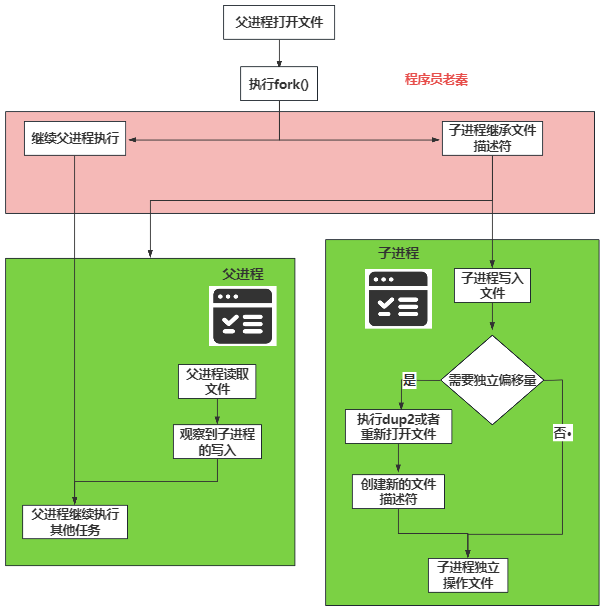 父进程打开文件
执行fork()
程序员老秦
继续父进程执行
子进程继承文件
描述符
父进程
子进程
子进程写入
文件
父进程读取
文件
需要独立偏移量
是
否
执行dup2或者
重新打开文件
观察到子进程
的写入
创建新的文件
描述符
父进程继续执行
其他任务
子进程独立
操作文件